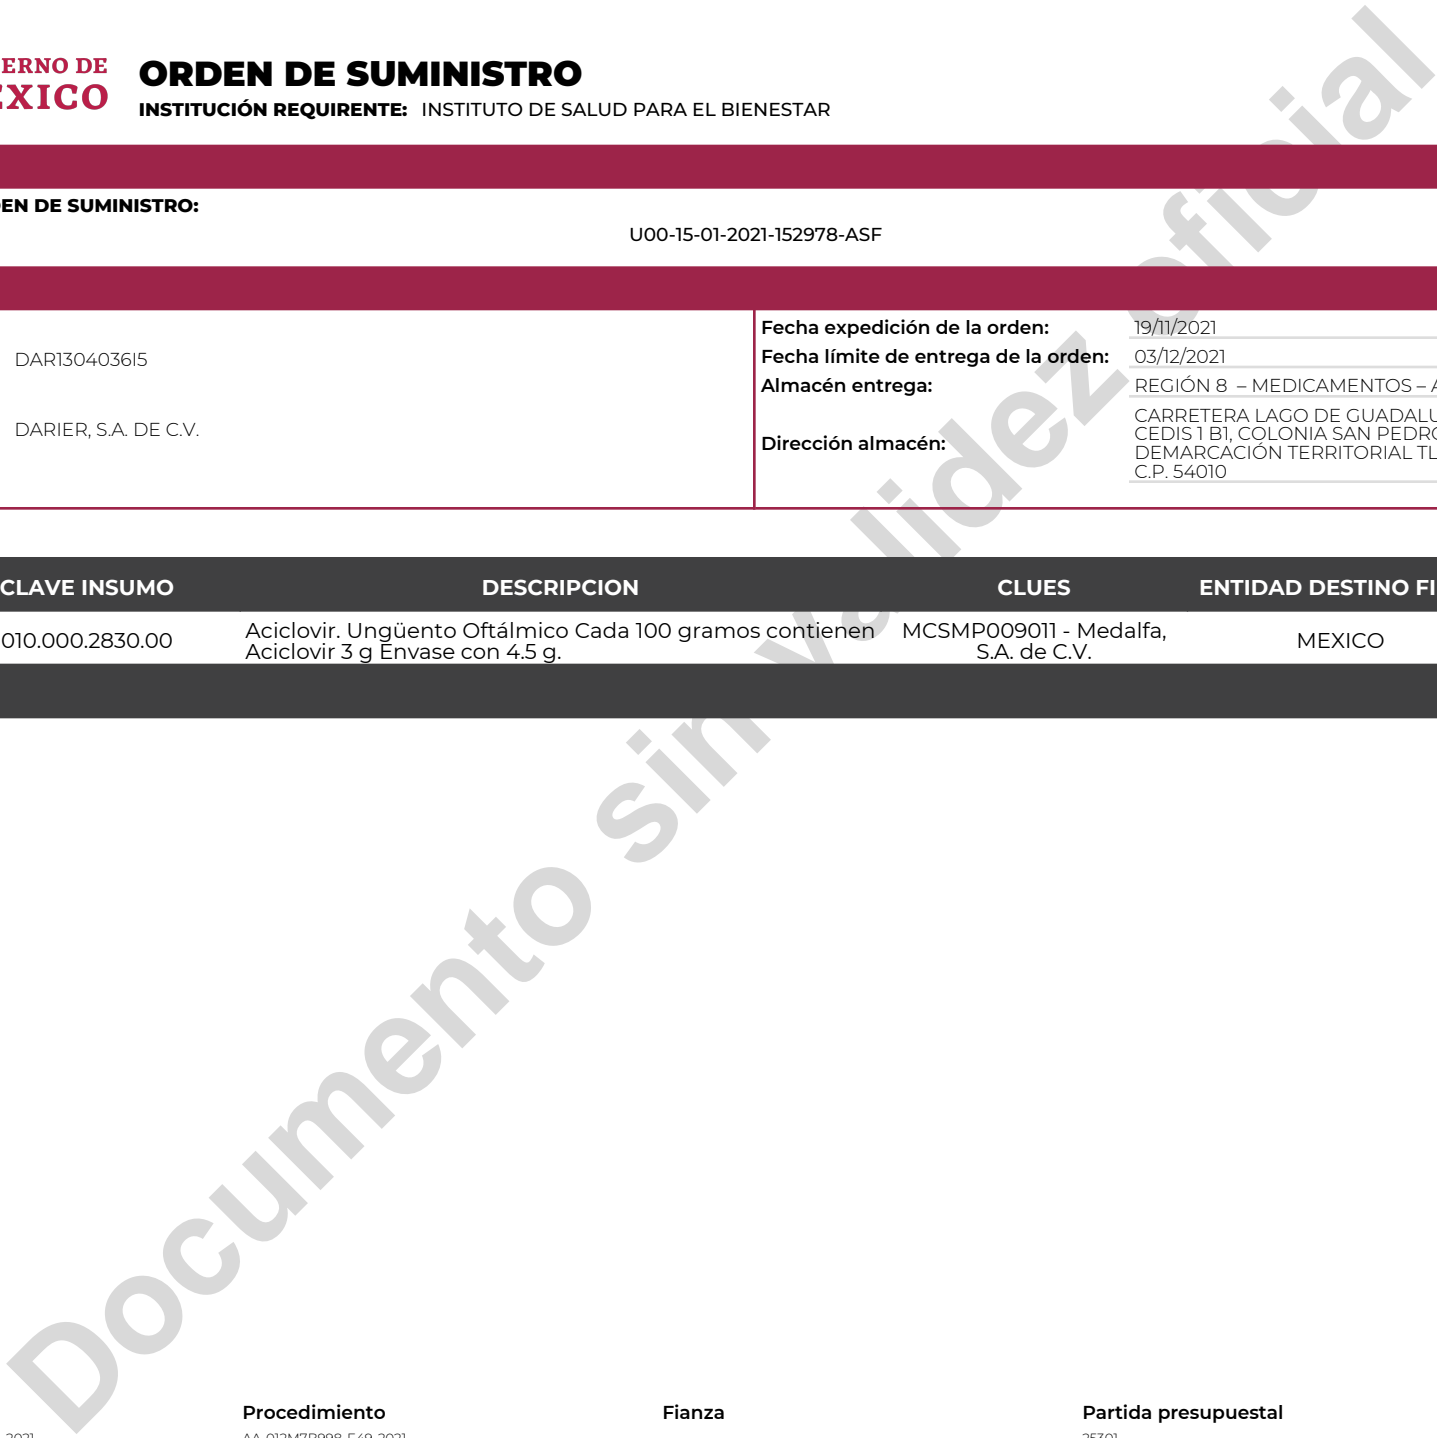 ERNO DE
EXICO
ORDEN DE SUMINISTRO
INSTITUCIÓN REQUIRENTE: INSTITUTO DE SALUD PARA EL BIENESTAR
EN DE SUMINISTRO:
U00-15-01-2021-152978-ASF
DAR1304036I5
DARIER, S.A. DE C.V.
Fecha expedición de la orden: 19/11/2021
Fecha límite de entrega de la orden: 03/12/2021
Almacén entrega: REGIÓN 8 – MEDICAMENTOS – A
Dirección almacén:
CARRETERA LAGO DE GUADALU
CEDIS 1 B1, COLONIA SAN PEDRO
DEMARCACIÓN TERRITORIAL TL
C.P. 54010
CLAVE INSUMO DESCRIPCION CLUES ENTIDAD DESTINO FI
010.000.2830.00
Aciclovir. Ungüento Oftálmico Cada 100 gramos contienen
Aciclovir 3 g Envase con 4.5 g.
MCSMP009011 - Medalfa,
S.A. de C.V.
MEXICO
Documento sin validez oficial
Procedimiento Fianza Partida presupuestal